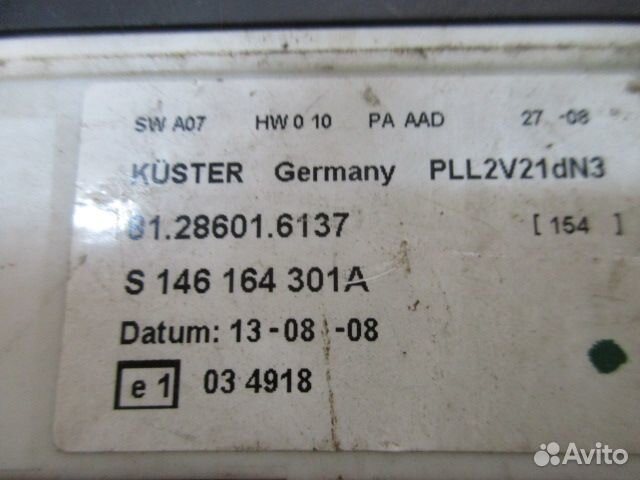 SW A07 HW 0 10 PA AAD 27 -08
KÜSTER Germany PLL2V21dN3
81.28601.6137 [ 154 ]
S 146 164 301A
Datum: 13-08 -08
e 1 03 4918
Avito